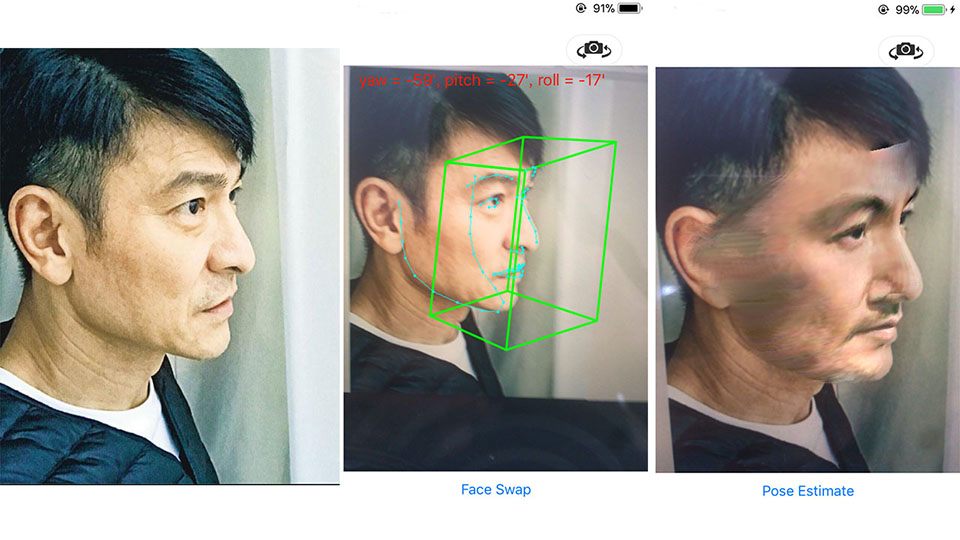 91%
99%
yaw = -59', pitch = -27', roll = -17'
Face Swap
Pose Estimate